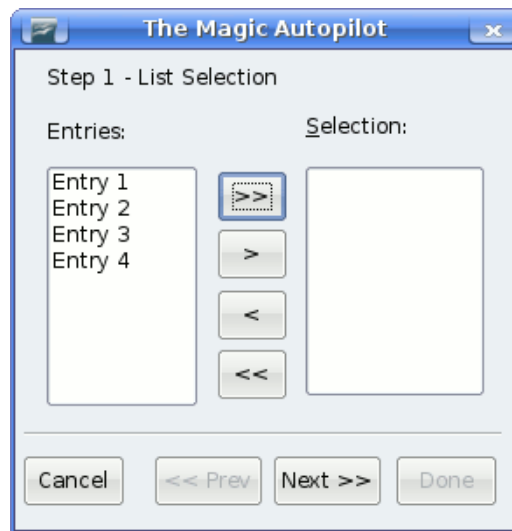 The Magic Autopilot
Step 1 - List Selection
Entries:
Selection:
Entry 1
Entry 2
Entry 3
Entry 4
>>
>
<
<<
Cancel
<< Prev
Next >>
Done